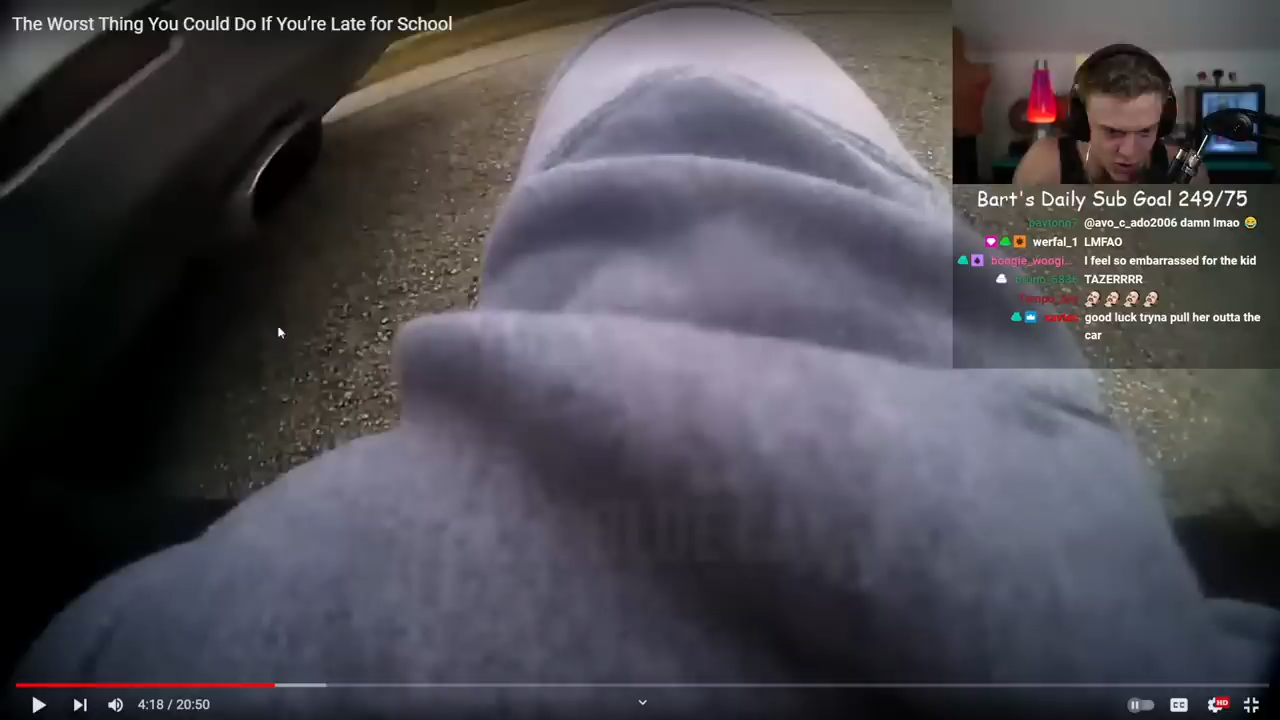 The Worst Thing You Could Do If You're Late for School
Bart's Daily Sub Goal 249/75
@avo_c_ado2006 damn lmao
werfal_1 LMFAO
I feel so embarrassed for the kid
TAZERRRR
good luck tryna pull her outta the
car
4:18 / 20:50
CC
HD